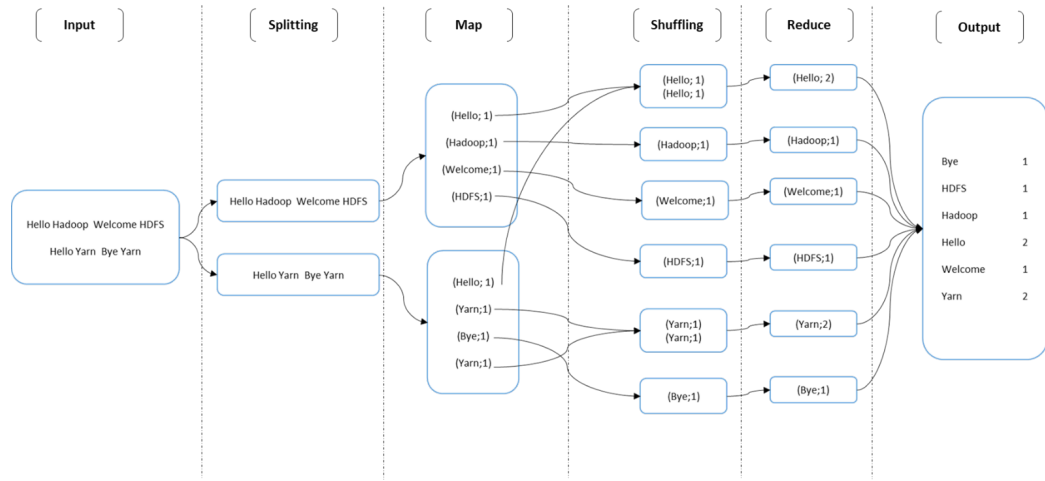 Input
Splitting
Map
Shuffling
Reduce
Output
Hello Hadoop Welcome HDFS
Hello Yarn Bye Yarn
Hello Hadoop Welcome HDFS
Hello Yarn Bye Yarn
(Hello; 1)
(Hadoop;1)
(Welcome;1)
(HDFS;1)
(Hello; 1)
(Yarn;1)
(Bye;1)
(Yarn;1)
(Hello; 1)
(Hello; 1)
(Hadoop;1)
(Welcome;1)
(HDFS;1)
(Yarn;1)
(Yarn;1)
(Bye;1)
(Hello; 2)
(Hadoop;1)
(Welcome;1)
(HDFS;1)
(Yarn;2)
(Bye;1)
Bye 1
HDFS 1
Hadoop 1
Hello 2
Welcome 1
Yarn 2